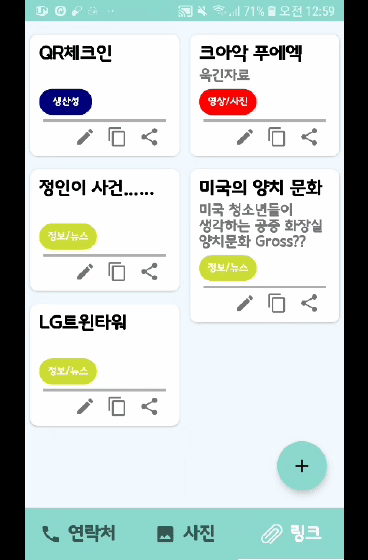 71% 오전 12:59
QR체크인
생산성
크아악 푸에엑
웃긴자료
영상/사진
정인이 사건......
정보/뉴스
미국의 양치 문화
미국 청소년들이
생각하는 공중 화장실
양치문화 Gross??
정보/뉴스
LG트윈타워
정보/뉴스
연락처
사진
링크